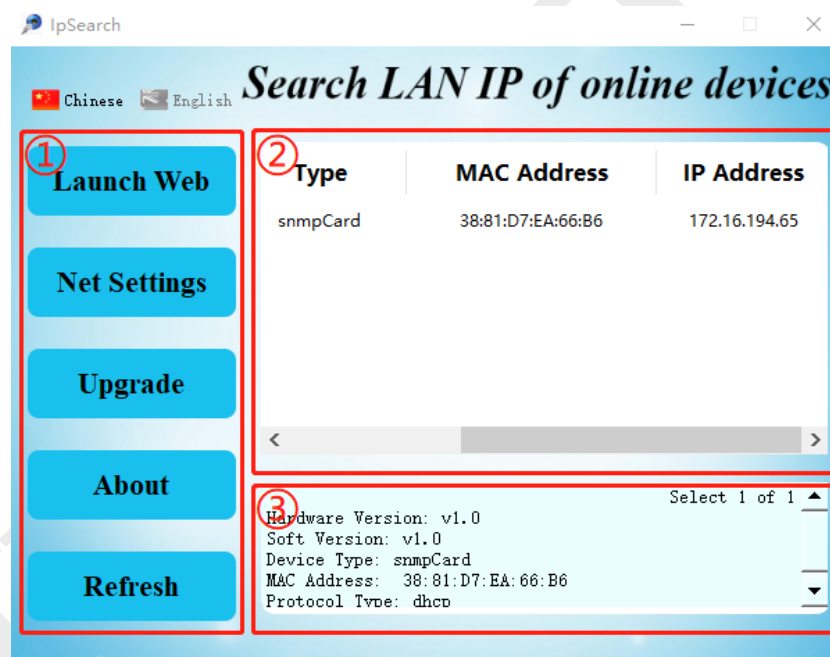 IpSearch
Chinese English
Search LAN IP of online devices
①
Launch Web
Net Settings
Upgrade
About
Refresh
②
Type MAC Address IP Address
snmpCard 38:81:D7:EA:66:B6 172.16.194.65
③
Select 1 of 1
Hardware Version: v1.0
Soft Version: v1.0
Device Type: snmpCard
MAC Address: 38:81:D7:EA:66:B6
Protocol Type: dhcp